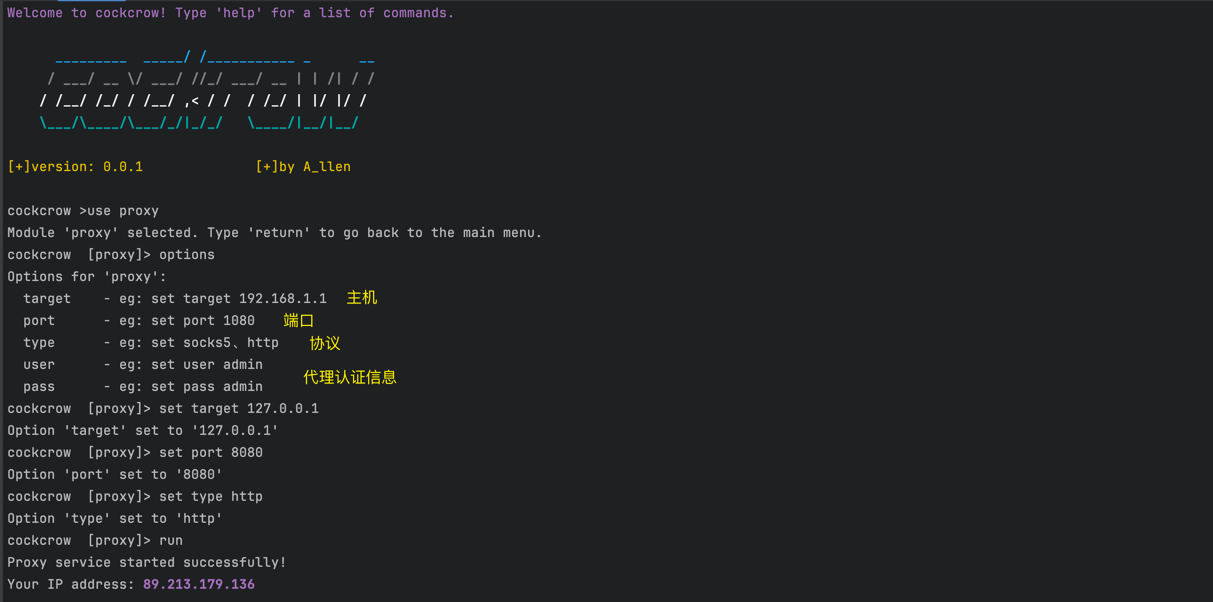 Welcome to cockcrow! Type 'help' for a list of commands.
   _________  _____/ /___________ _      __
  / ___/ __ \/ ___/ //_/ ___/ __ | | /| / /
 / /__/ /_/ / /__/ ,< / /  / /_/ | |/ |/ /
 \___/\____/\___/_/|_/_/   \____/|__/|__/
[+]version: 0.0.1              [+]by A_llen
cockcrow >use proxy
Module 'proxy' selected. Type 'return' to go back to the main menu.
cockcrow  [proxy]> options
Options for 'proxy':
target    - eg: set target 192.168.1.1 主机
port      - eg: set port 1080 端口
type      - eg: set socks5、http 协议
user      - eg: set user admin
代理认证信息
pass      - eg: set pass admin
cockcrow  [proxy]> set target 127.0.0.1
Option 'target' set to '127.0.0.1'
cockcrow  [proxy]> set port 8080
Option 'port' set to '8080'
cockcrow  [proxy]> set type http
Option 'type' set to 'http'
cockcrow  [proxy]> run
Proxy service started successfully!
Your IP address: 89.213.179.136